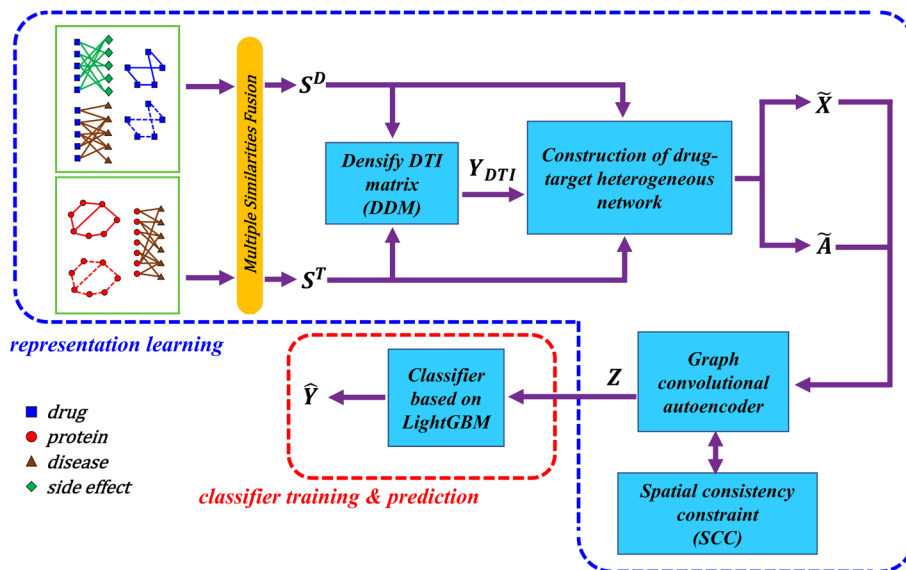 Multiple Similarities Fusion
S^D
S^T
Densify DTI
matrix
(DDM)
Y_DTI
Construction of drug-
target heterogeneous
network
X̃
Ã
representation learning
Graph
convolutional
autoencoder
Z
Classifier
based on
LightGBM
Ŷ
classifier training & prediction
Spatial consistency
constraint
(SCC)
drug
protein
disease
side effect